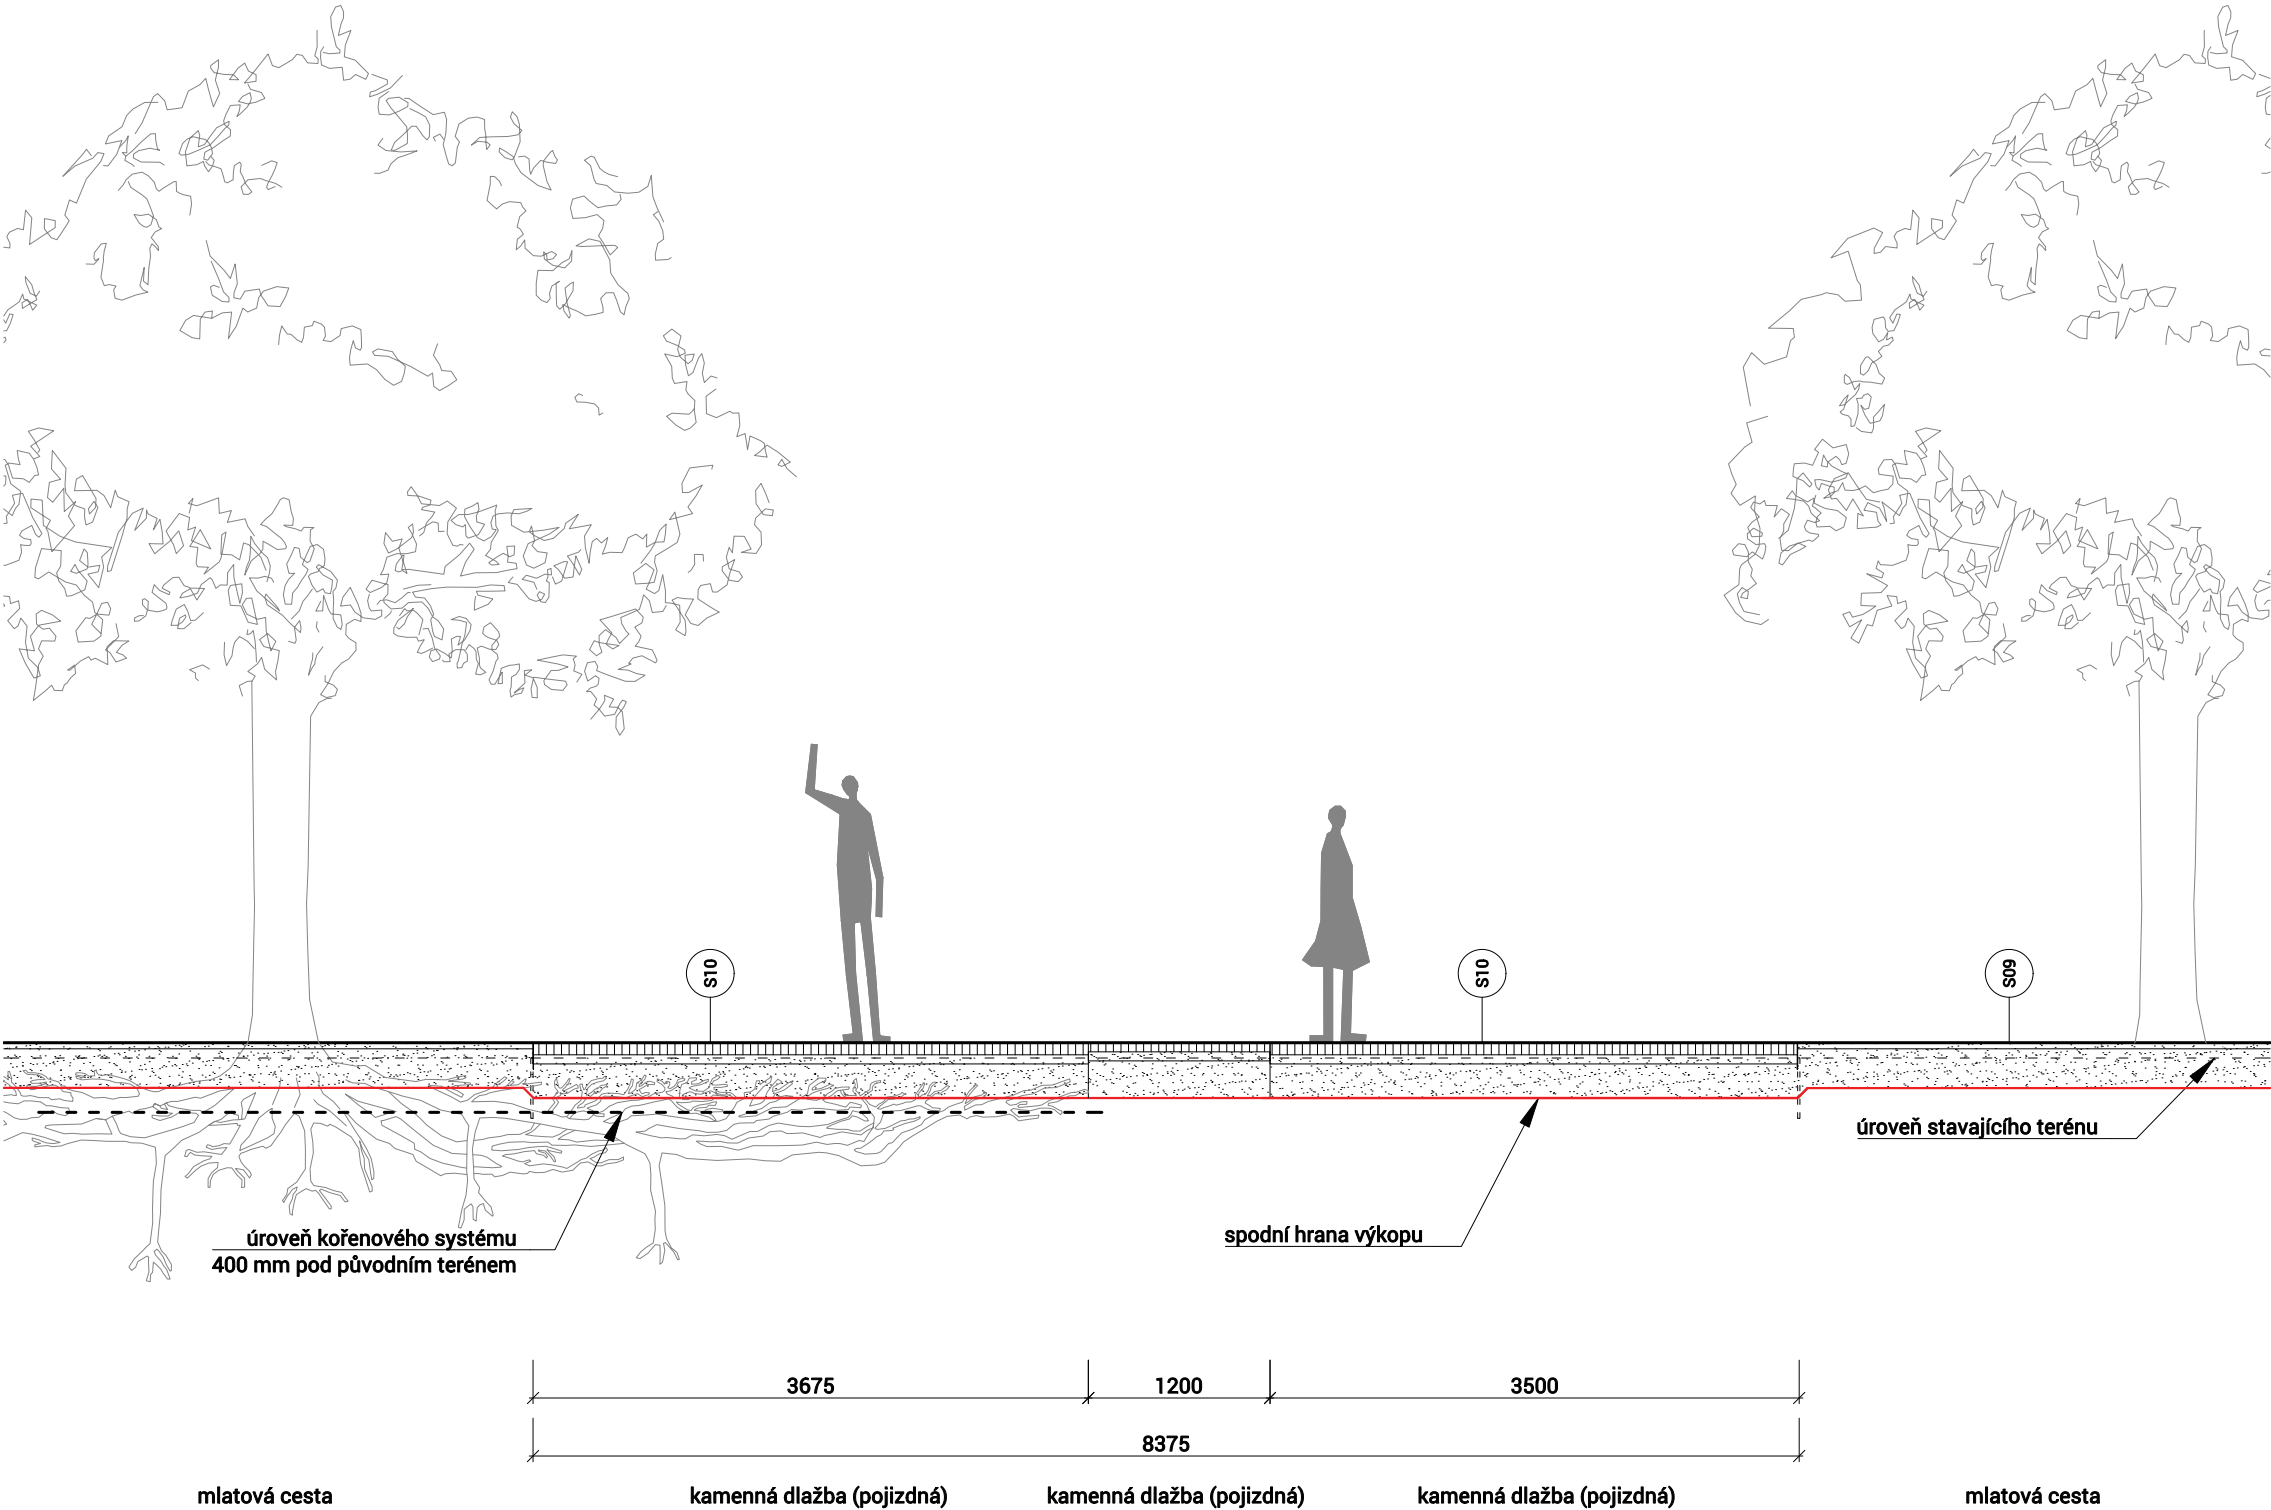 S10
S10
S09
úroveň stavajícího terénu
úroveň kořenového systému
400 mm pod původním terénem
spodní hrana výkopu
3675
1200
3500
8375
mlatová cesta
kamenná dlažba (pojizdná)
kamenná dlažba (pojizdná)
kamenná dlažba (pojizdná)
mlatová cesta